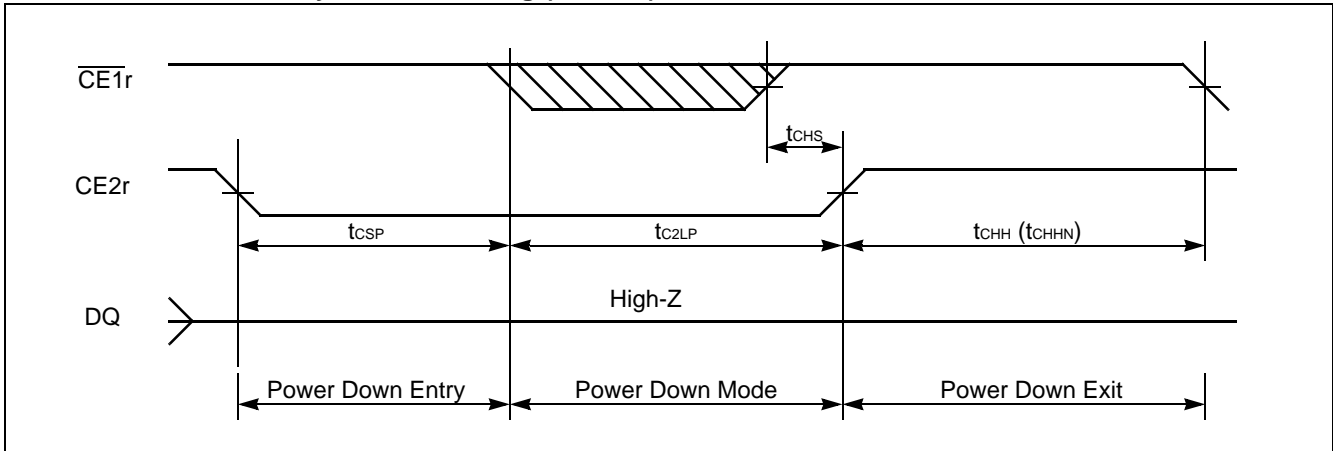 CE1r
tCHS
CE2r
tCSP tC2LP tCHH (tCHHN)
High-Z
DQ
Power Down Entry Power Down Mode Power Down Exit